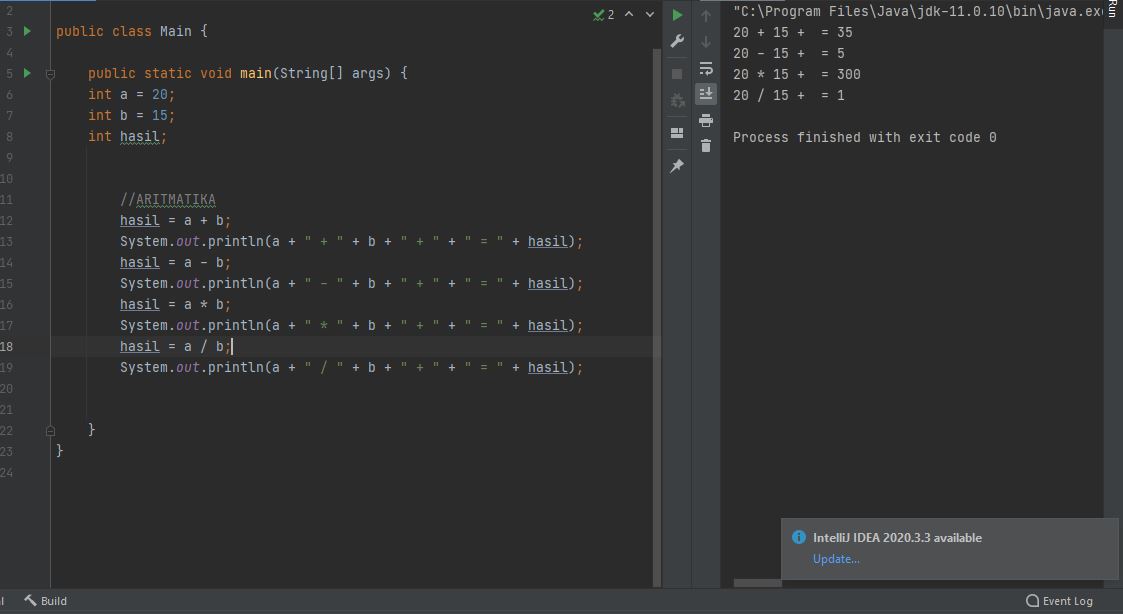 2
3 public class Main {
4
5 public static void main(String[] args) {
6 int a = 20;
7 int b = 15;
8 int hasil;
9
10
11 //ARITMATIKA
12 hasil = a + b;
13 System.out.println(a + " + " + b + " + " + " = " + hasil);
14 hasil = a - b;
15 System.out.println(a + " - " + b + " + " + " = " + hasil);
16 hasil = a * b;
17 System.out.println(a + " * " + b + " + " + " = " + hasil);
18 hasil = a / b;
19 System.out.println(a + " / " + b + " + " + " = " + hasil);
20
21
22 }
23 }
24
2
"C:\Program Files\Java\jdk-11.0.10\bin\java.exe
20 + 15 +  = 35
20 - 15 +  = 5
20 * 15 +  = 300
20 / 15 +  = 1
Process finished with exit code 0
Run
IntelliJ IDEA 2020.3.3 available
Update...
Build
Event Log